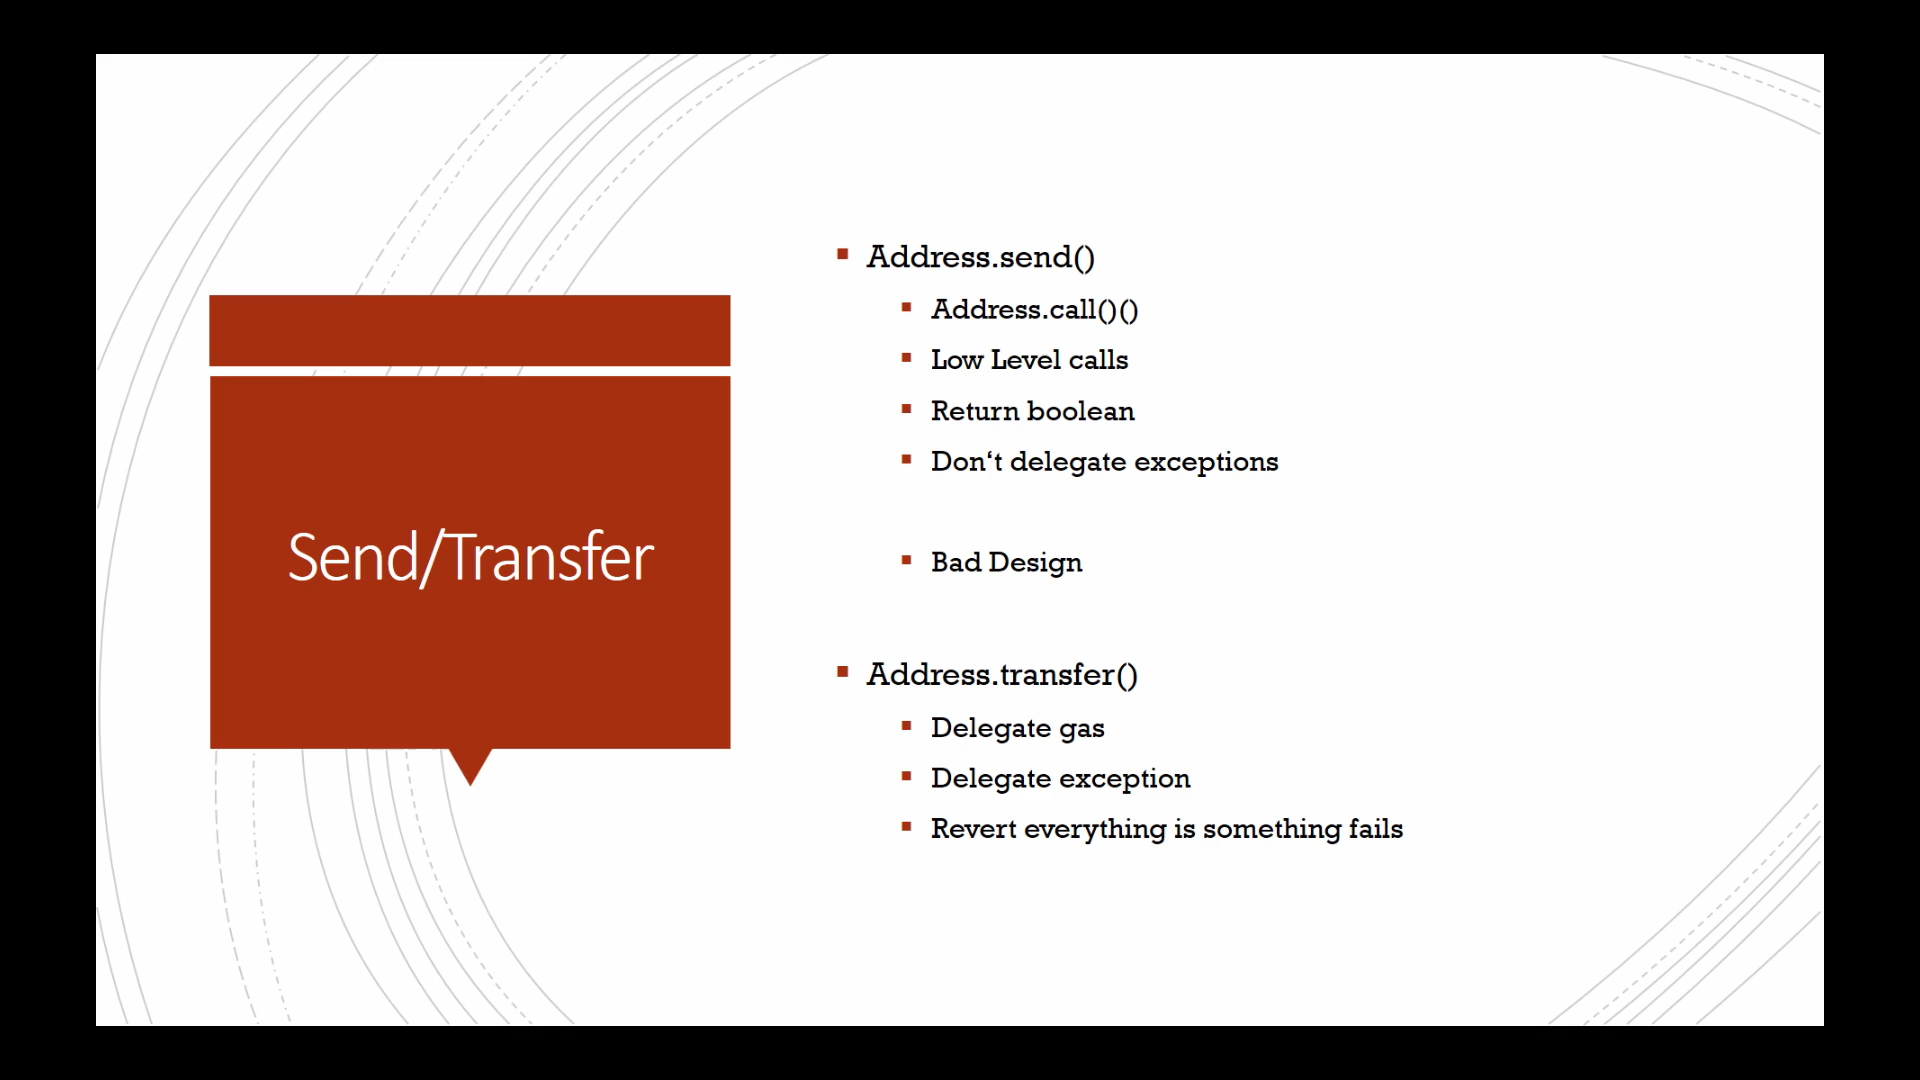 Send/Transfer
Address.send()
Address.call()()
Low Level calls
Return boolean
Don‘t delegate exceptions
Bad Design
Address.transfer()
Delegate gas
Delegate exception
Revert everything is something fails